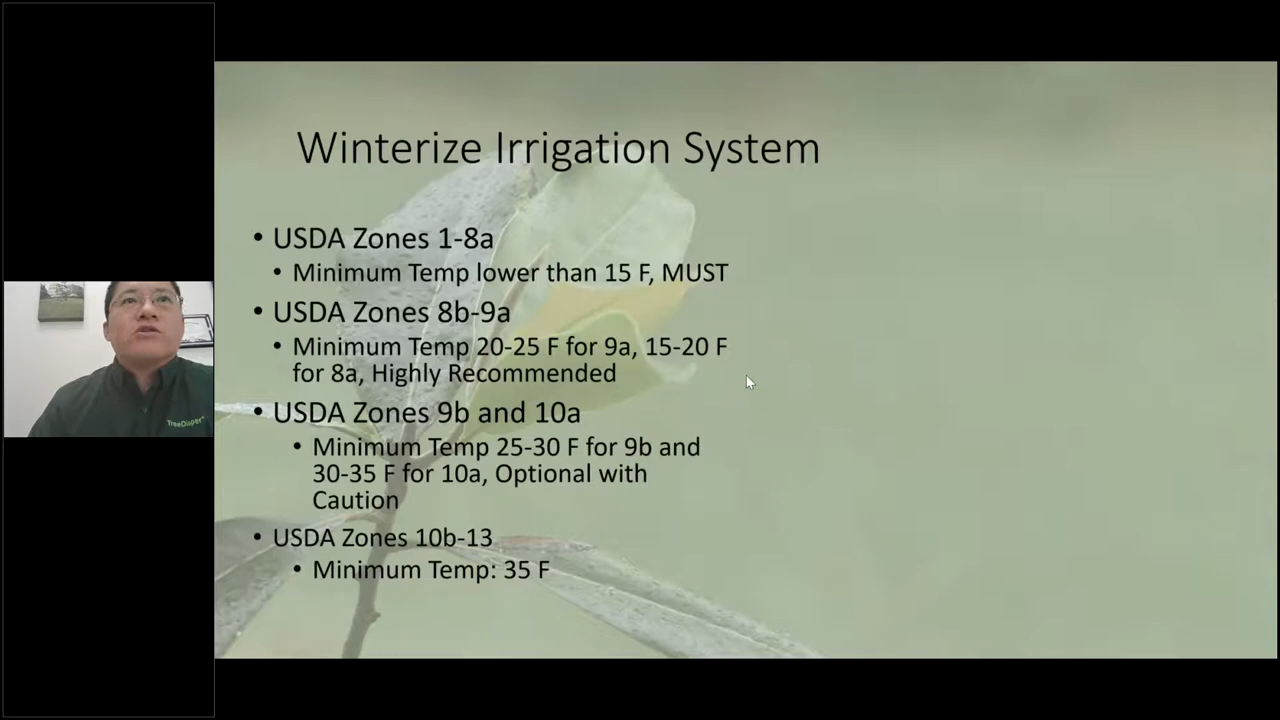 Winterize Irrigation System
• USDA Zones 1-8a
• Minimum Temp lower than 15 F, MUST
• USDA Zones 8b-9a
• Minimum Temp 20-25 F for 9a, 15-20 F
for 8a, Highly Recommended
• USDA Zones 9b and 10a
• Minimum Temp 25-30 F for 9b and
30-35 F for 10a, Optional with
Caution
• USDA Zones 10b-13
• Minimum Temp: 35 F
TreeDiaper